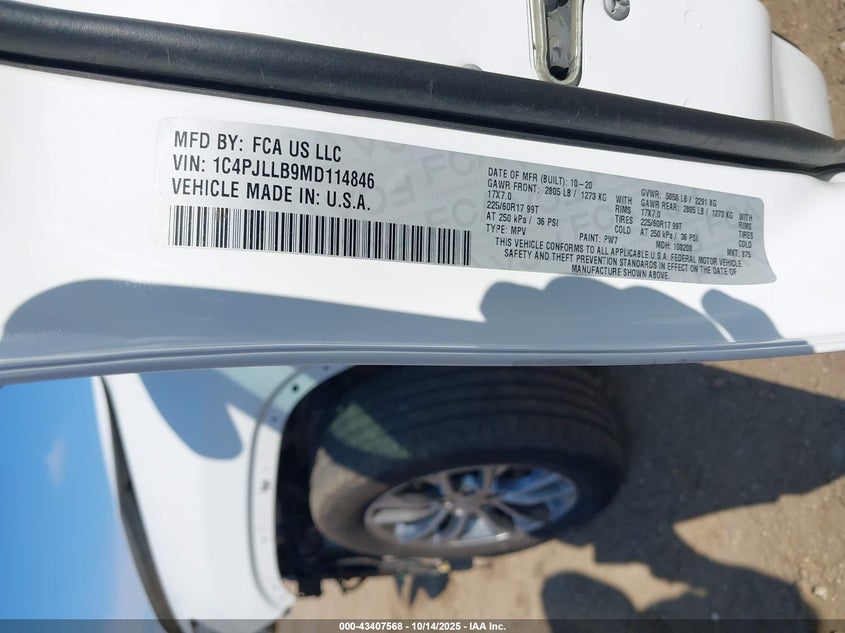 MFD BY: FCA US LLC
VIN: 1C4PJLLB9MD114846
VEHICLE MADE IN: U.S.A.
DATE OF MFR (BUILT): 10-20
GAWR FRONT: 2805 LB / 1273 KG WITH
17X7.0 RIMS
225/60R17 99T TIRES
AT 250 kPa / 36 PSI COLD
TYPE: MPV PAINT: PW7
GVWR: 5050 LB / 2291 KG
GAWR REAR: 2805 LB / 1273 KG WITH
17X7.0 RIMS
225/60R17 99T TIRES
AT 250 kPa / 36 PSI COLD
MDH: MKT: 875
THIS VEHICLE CONFORMS TO ALL APPLICABLE U.S.A. FEDERAL MOTOR VEHICLE
SAFETY AND THEFT PREVENTION STANDARDS IN EFFECT ON THE DATE OF
MANUFACTURE SHOWN ABOVE.
000-43407568 | 10/14/2025 | IAA Inc.